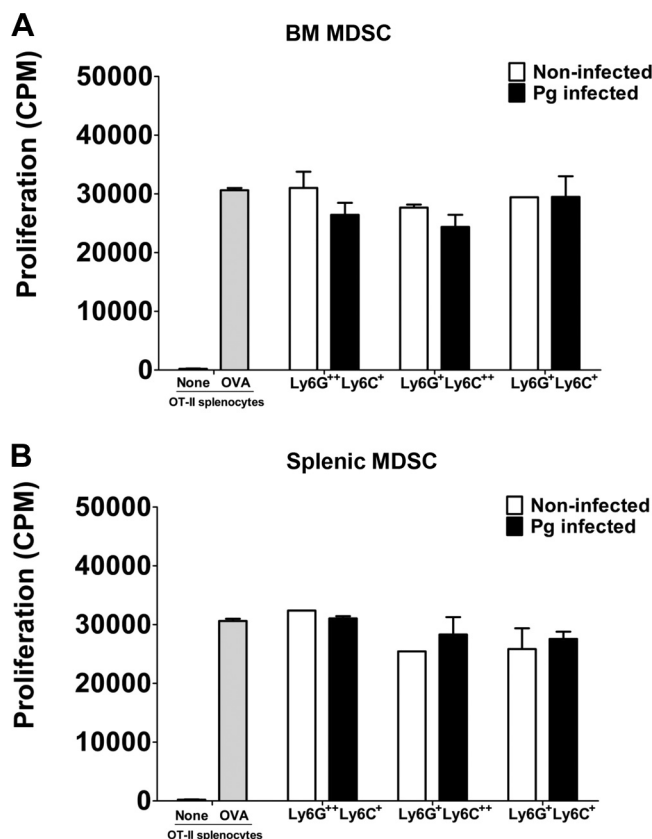 A
BM MDSC
Non-infected
Pg infected
Proliferation (CPM)
50000
40000
30000
20000
10000
0
None OVA Ly6G++Ly6C+ Ly6G+Ly6C++ Ly6G+Ly6C+
OT-II splenocytes
B
Splenic MDSC
Non-infected
Pg infected
Proliferation (CPM)
50000
40000
30000
20000
10000
0
None OVA Ly6G++Ly6C+ Ly6G+Ly6C++ Ly6G+Ly6C+
OT-II splenocytes